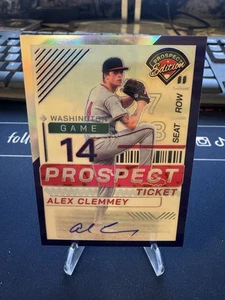 PROSPECT
Edition
WASHINGTON
GAME
14
ROW
SEAT
PROSPECT
TICKET
ALEX CLEMMEY